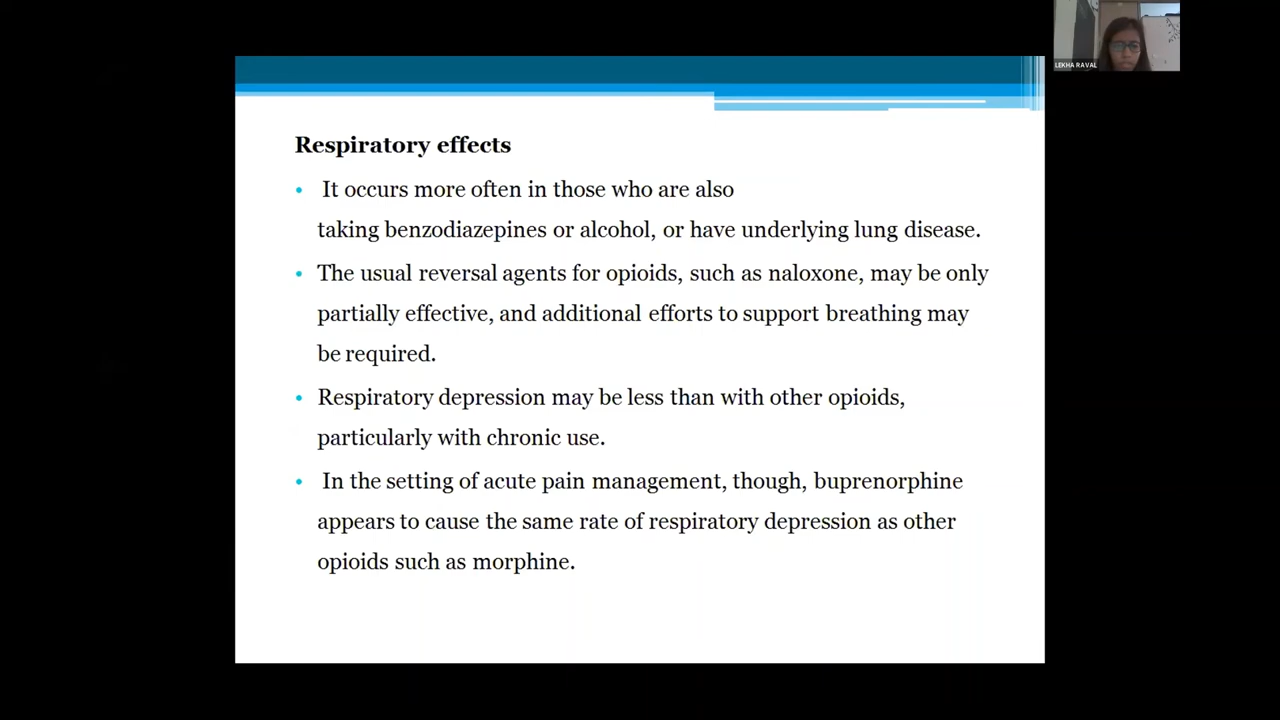 LEKHA RAVAL
Respiratory effects
• It occurs more often in those who are also
taking benzodiazepines or alcohol, or have underlying lung disease.
• The usual reversal agents for opioids, such as naloxone, may be only
partially effective, and additional efforts to support breathing may
be required.
• Respiratory depression may be less than with other opioids,
particularly with chronic use.
• In the setting of acute pain management, though, buprenorphine
appears to cause the same rate of respiratory depression as other
opioids such as morphine.